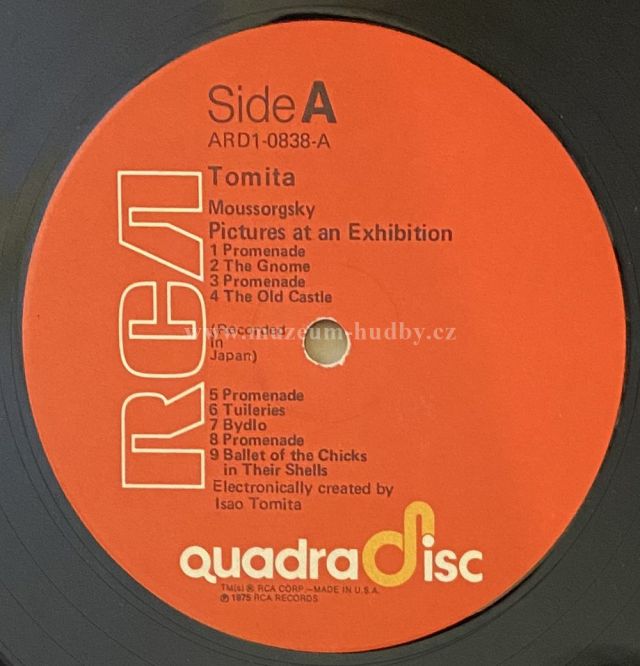 Side A
ARD1-0838-A
Tomita
Moussorgsky
Pictures at an Exhibition
1 Promenade
2 The Gnome
3 Promenade
4 The Old Castle
(Recorded
in
Japan)
www.muzeum-hudby.cz
5 Promenade
6 Tuileries
7 Bydlo
8 Promenade
9 Ballet of the Chicks
in Their Shells
Electronically created by
Isao Tomita
RCA
quadradisc
TM(s) ® RCA CORP.—MADE IN U.S.A.
℗ 1975 RCA RECORDS